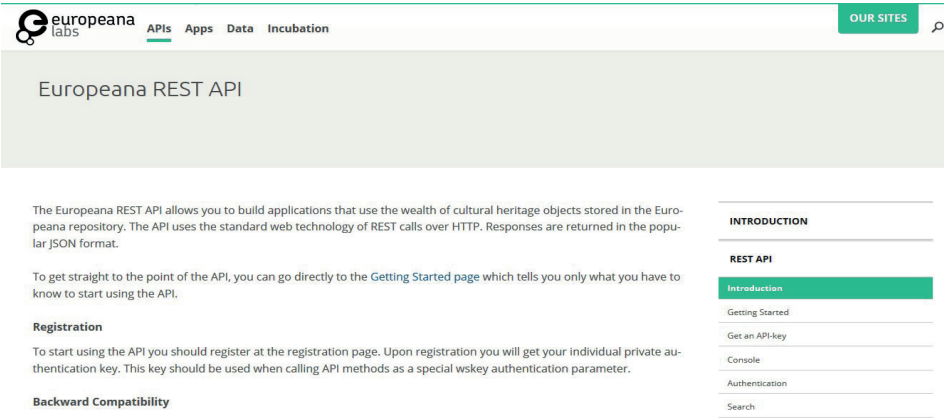 europeana
labs
APIs Apps Data Incubation
OUR SITES
Europeana REST API
The Europeana REST API allows you to build applications that use the wealth of cultural heritage objects stored in the Euro-
peana repository. The API uses the standard web technology of REST calls over HTTP. Responses are returned in the popu-
lar JSON format.
To get straight to the point of the API, you can go directly to the Getting Started page which tells you only what you have to
know to start using the API.
Registration
To start using the API you should register at the registration page. Upon registration you will get your individual private au-
thentication key. This key should be used when calling API methods as a special wskey authentication parameter.
Backward Compatibility
INTRODUCTION
REST API
Introduction
Getting Started
Get an API-key
Console
Authentication
Search